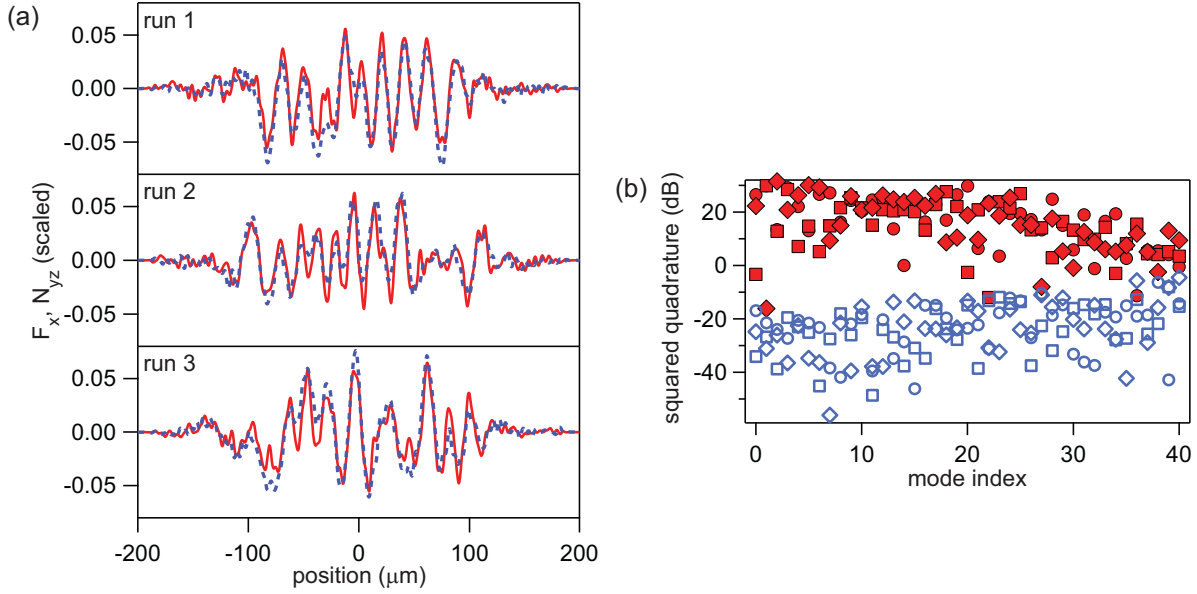 (a)
run 1
0.05
0.00
-0.05
run 2
0.05
0.00
-0.05
run 3
0.05
0.00
-0.05
Fx, Nyz (scaled)
-200
-100
0
100
200
position (μm)
(b)
squared quadrature (dB)
20
0
-20
-40
0
10
20
30
40
mode index